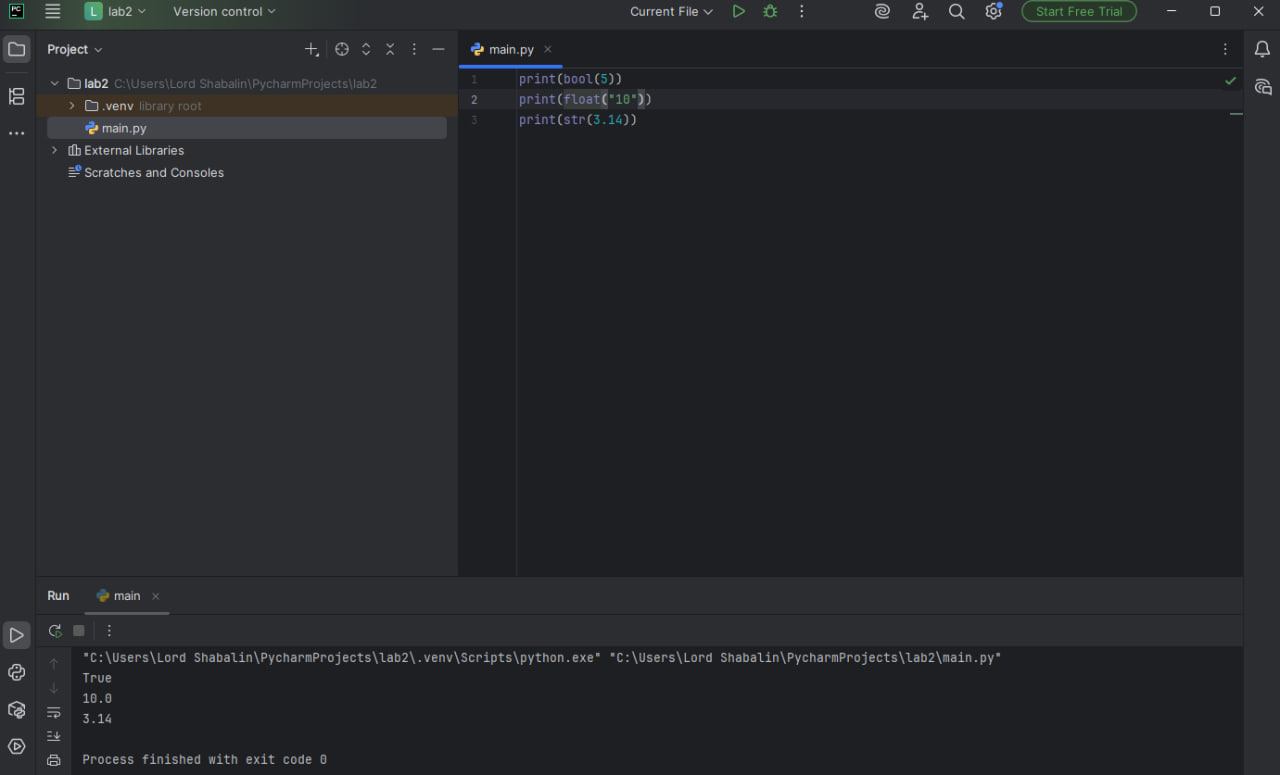 PC
L lab2
Version control
Current File
Start Free Trial
Project
lab2 C:\Users\Lord Shabalin\PycharmProjects\lab2
.venv library root
main.py
External Libraries
Scratches and Consoles
main.py
1 print(bool(5))
2 print(float("10"))
3 print(str(3.14))
Run
main
"C:\Users\Lord Shabalin\PycharmProjects\lab2\.venv\Scripts\python.exe" "C:\Users\Lord Shabalin\PycharmProjects\lab2\main.py"
True
10.0
3.14
Process finished with exit code 0